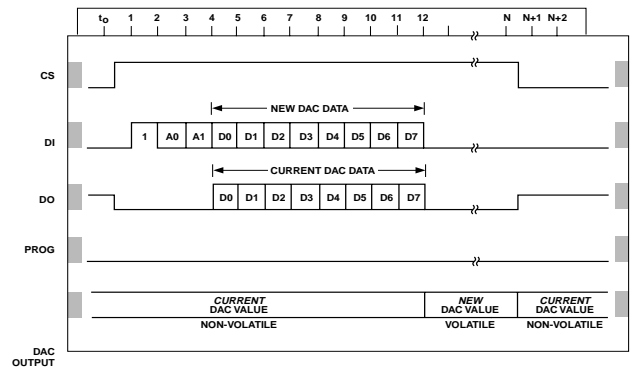 to 1 2 3 4 5 6 7 8 9 10 11 12 N N+1 N+2
CS
NEW DAC DATA
DI 1 A0 A1 D0 D1 D2 D3 D4 D5 D6 D7
CURRENT DAC DATA
DO D0 D1 D2 D3 D4 D5 D6 D7
PROG
CURRENT NEW CURRENT
DAC VALUE DAC VALUE DAC VALUE
NON-VOLATILE VOLATILE NON-VOLATILE
DAC
OUTPUT